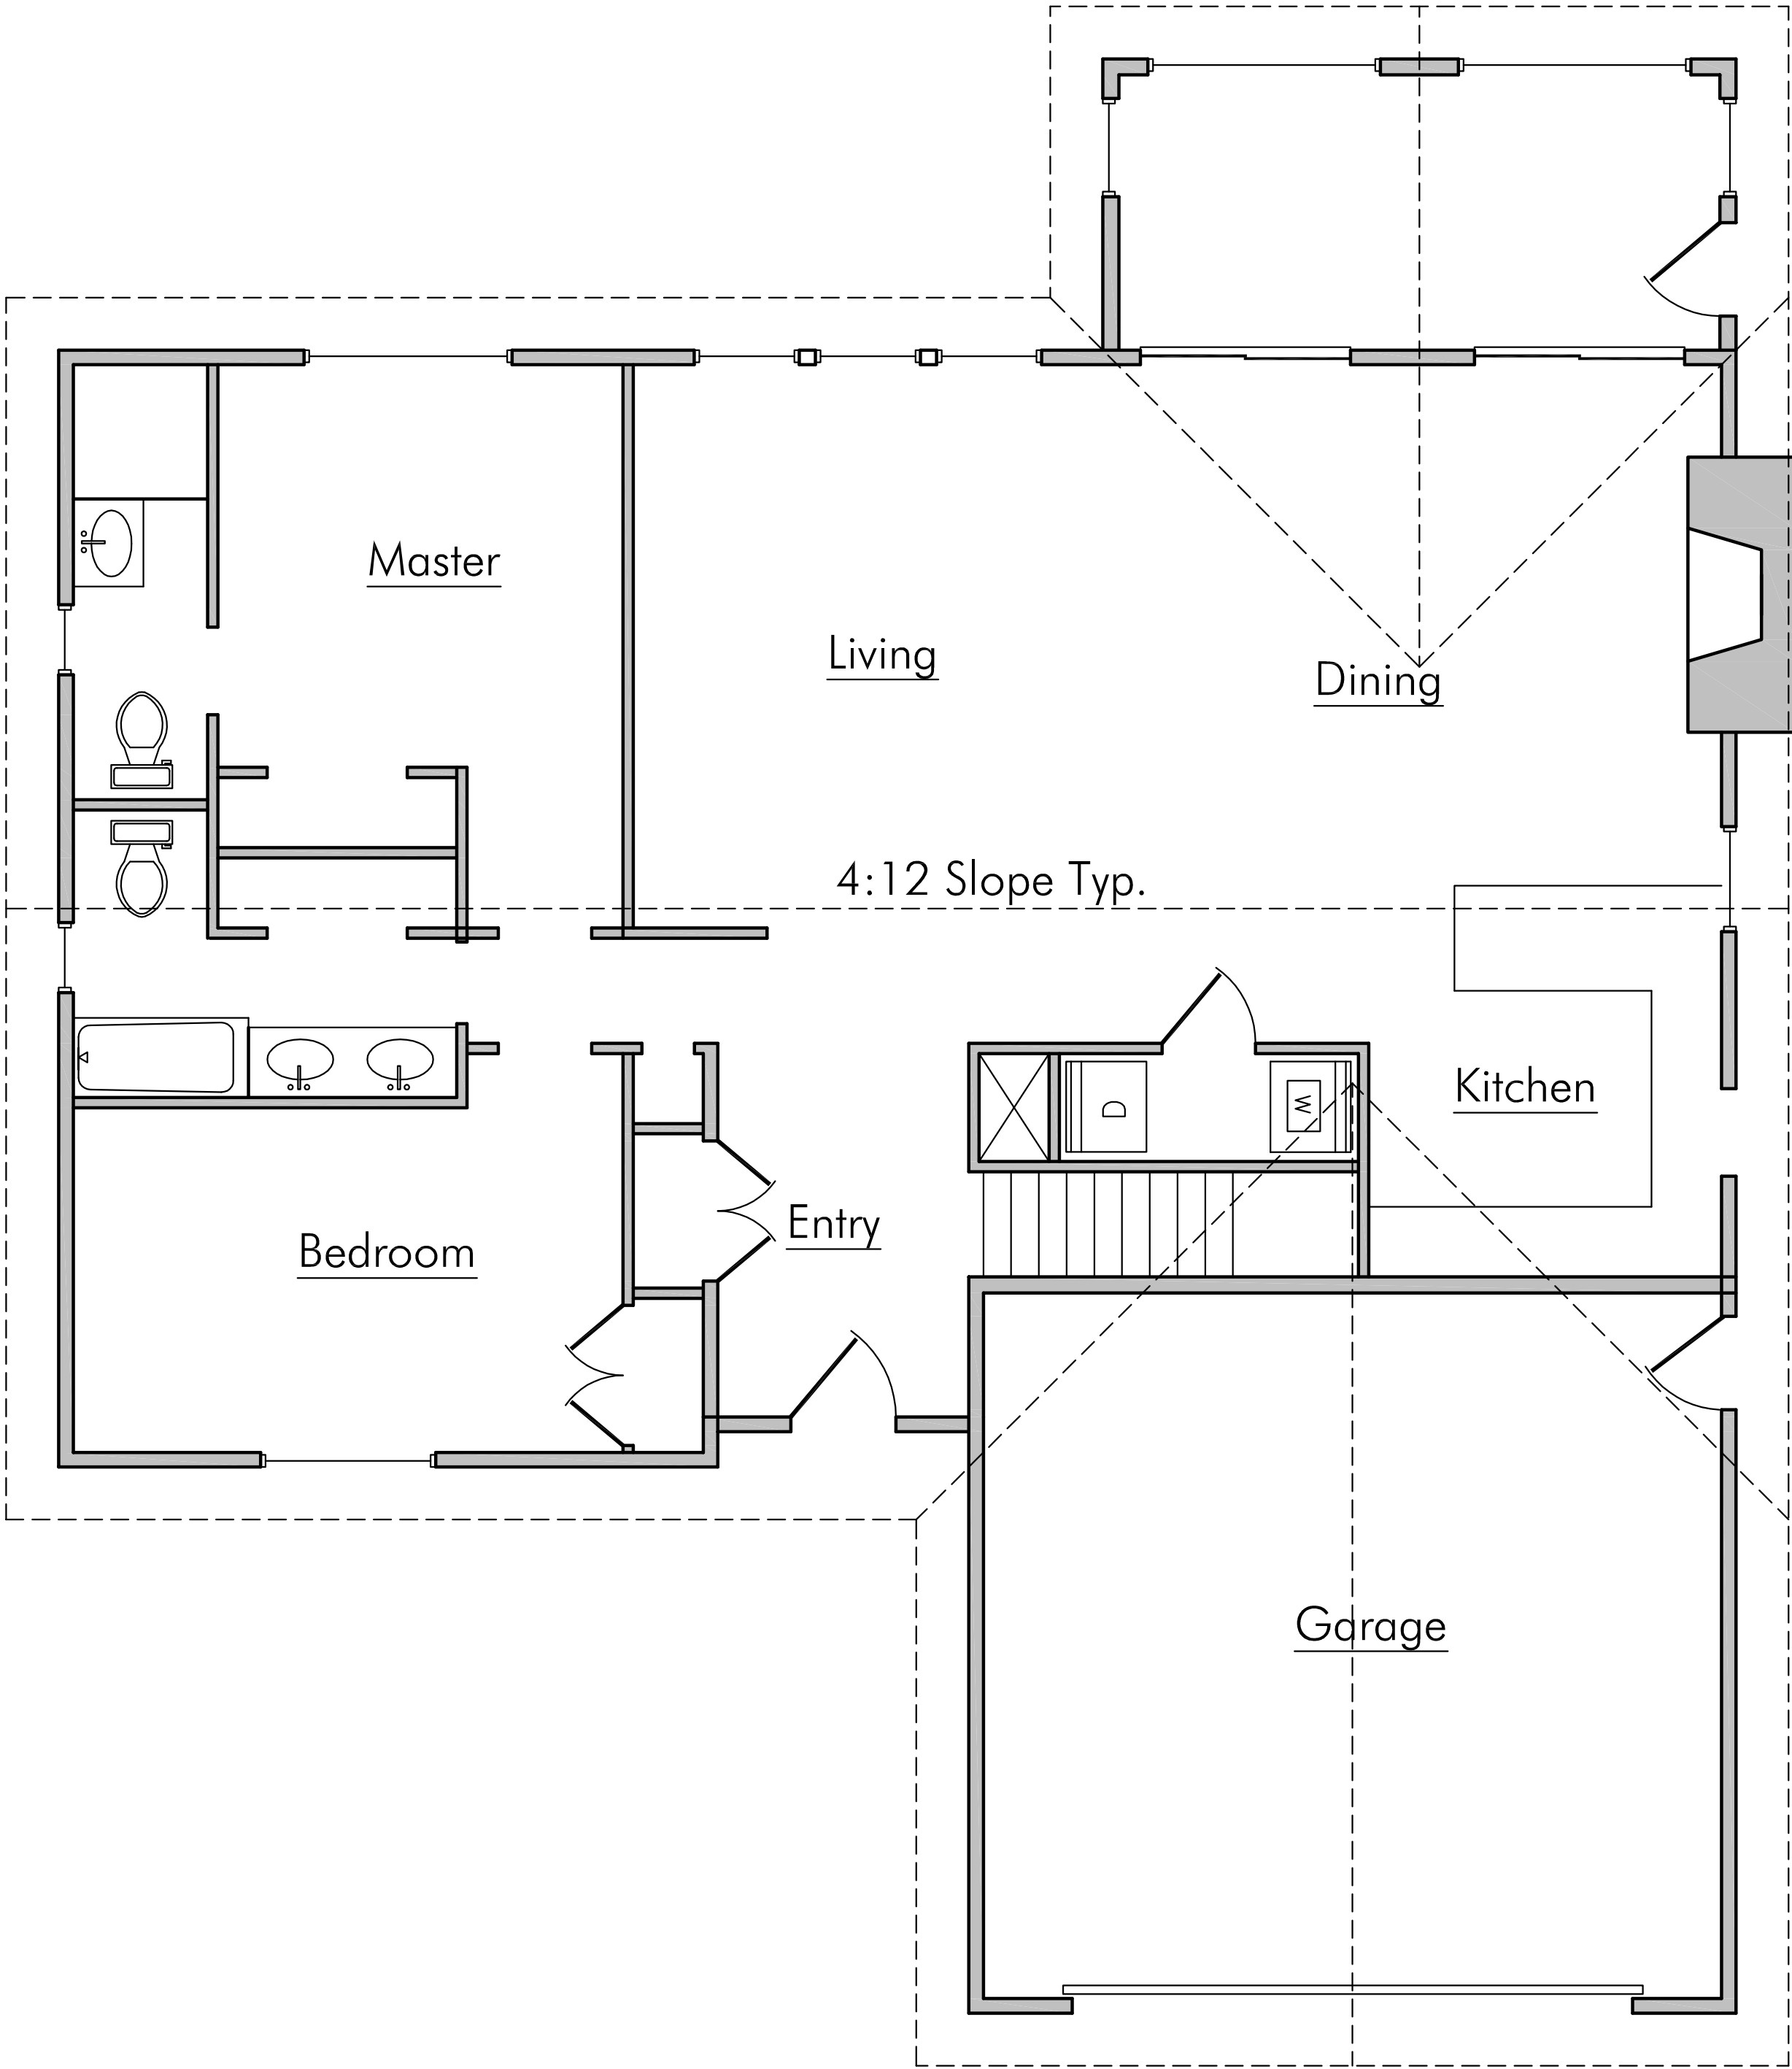 Master
Living
Dining
4:12 Slope Typ.
Kitchen
D
W
Entry
Bedroom
Garage